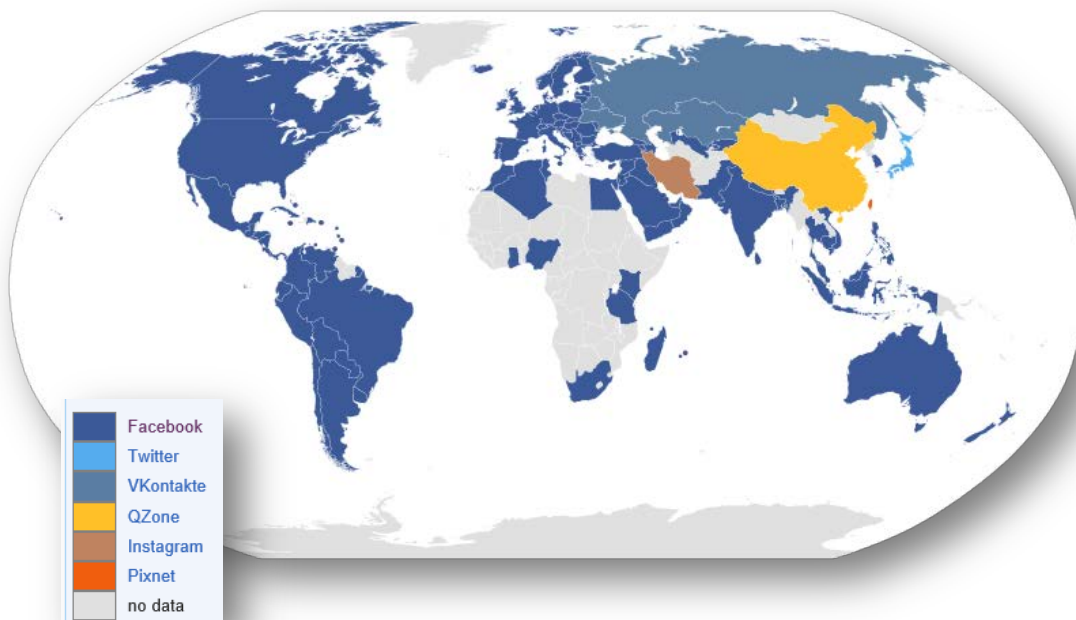 Facebook
Twitter
VKontakte
QZone
Instagram
Pixnet
no data